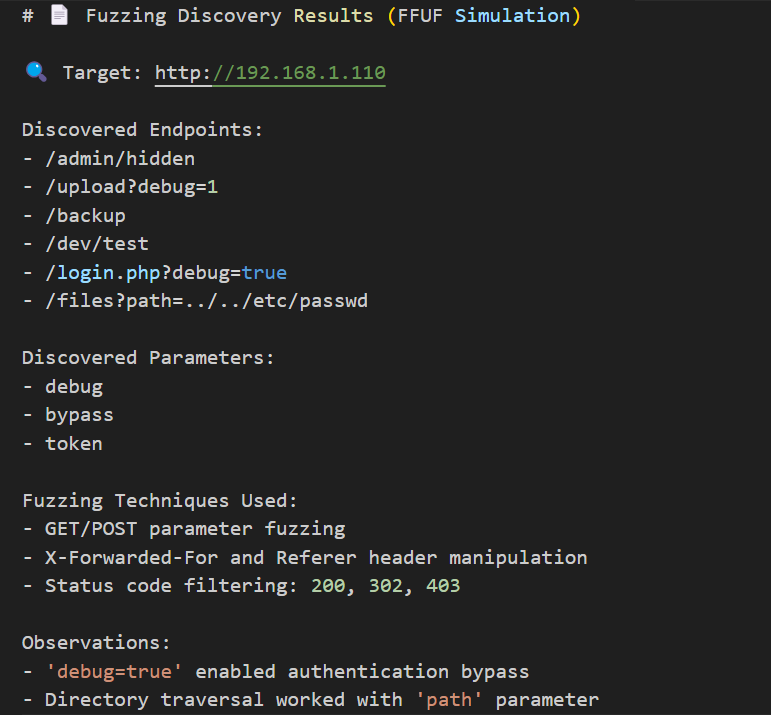 # 📄 Fuzzing Discovery Results (FFUF Simulation)
🔍 Target: http://192.168.1.110
Discovered Endpoints:
- /admin/hidden
- /upload?debug=1
- /backup
- /dev/test
- /login.php?debug=true
- /files?path=../../etc/passwd
Discovered Parameters:
- debug
- bypass
- token
Fuzzing Techniques Used:
- GET/POST parameter fuzzing
- X-Forwarded-For and Referer header manipulation
- Status code filtering: 200, 302, 403
Observations:
- 'debug=true' enabled authentication bypass
- Directory traversal worked with 'path' parameter